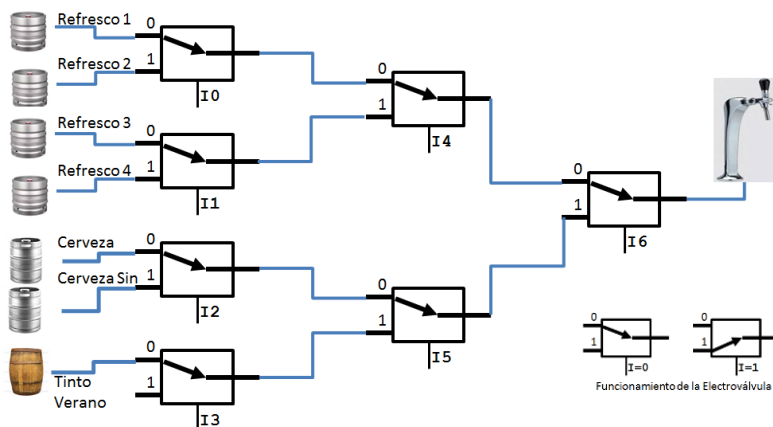 Refresco 1
0
Refresco 2
1
I0
Refresco 3
0
Refresco 4
1
I1
0
1
I4
Cerveza
0
Cerveza Sin
1
I2
0
Tinto
Verano
1
I3
0
1
I5
0
1
I6
0
1
I=0
0
1
I=1
Funcionamiento de la Electroválvula